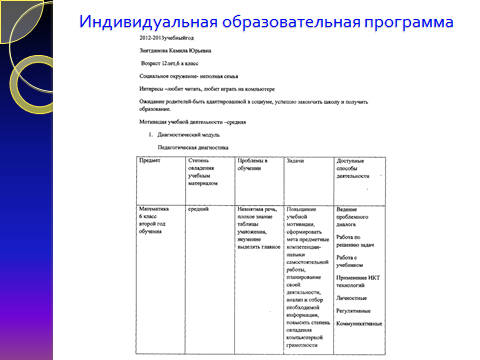 Индивидуальная образовательная программа
2012-2013учебныйгод
Зиятдинова Камила Юрьевна
Возраст 12лет,6 а класс
Социальное окружение- неполная семья
Интересы –любит читать, любит играть на компьютере
Ожидание родителей-быть адаптированной в социуме, успешно закончить школу и получить
образование.
Мотивация учебной деятельности –средняя
1. Диагностический модуль
Педагогическая диагностика
Предмет
Степень
овладения
учебным
материалом
Проблемы в
обучении
Задачи
Доступные
способы
деятельности
Математика
6 класс
второй год
обучения
средний
Невнятная речь,
плохое знание
таблицы
умножения,
неумение
выделять главное
Повышение
учебной
мотивации,
сформировать
мета предметные
компетенции-
навыки
самостоятельной
работы,
планирование
своей
деятельности,
анализ и отбор
необходимой
информации,
повысить степень
овладения
компьютерной
грамотности
Ведение
проблемного
диалога
Работа по
решению задач
Работа с
учебником
Применение ИКТ
технологий
Личностные
Регулятивные
Коммуникативные